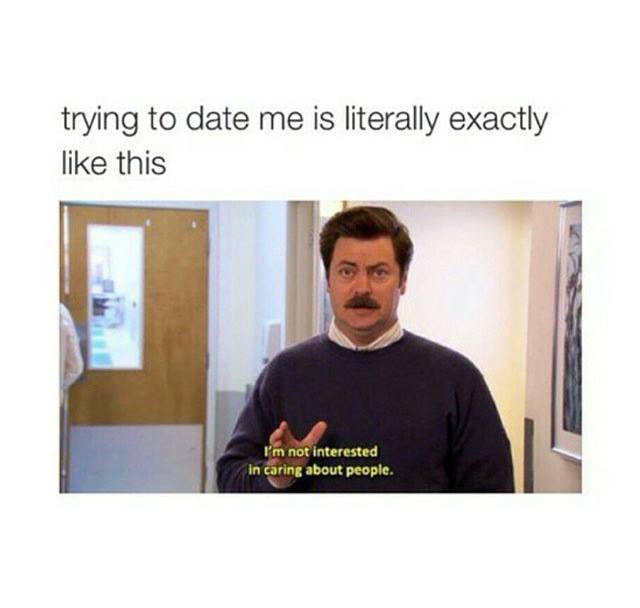 trying to date me is literally exactly
like this
I'm not interested
in caring about people.